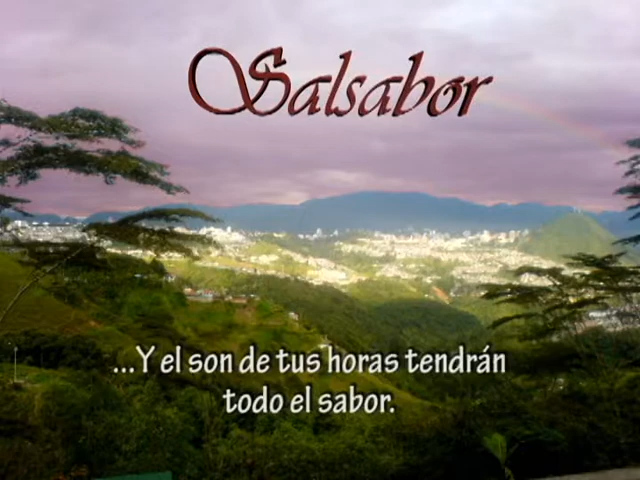 Salsabor
...Y el son de tus horas tendrán
todo el sabor.